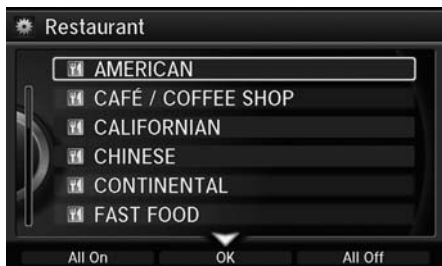 Restaurant
AMERICAN
CAFÉ / COFFEE SHOP
CALIFORNIAN
CHINESE
CONTINENTAL
FAST FOOD
All On OK All Off